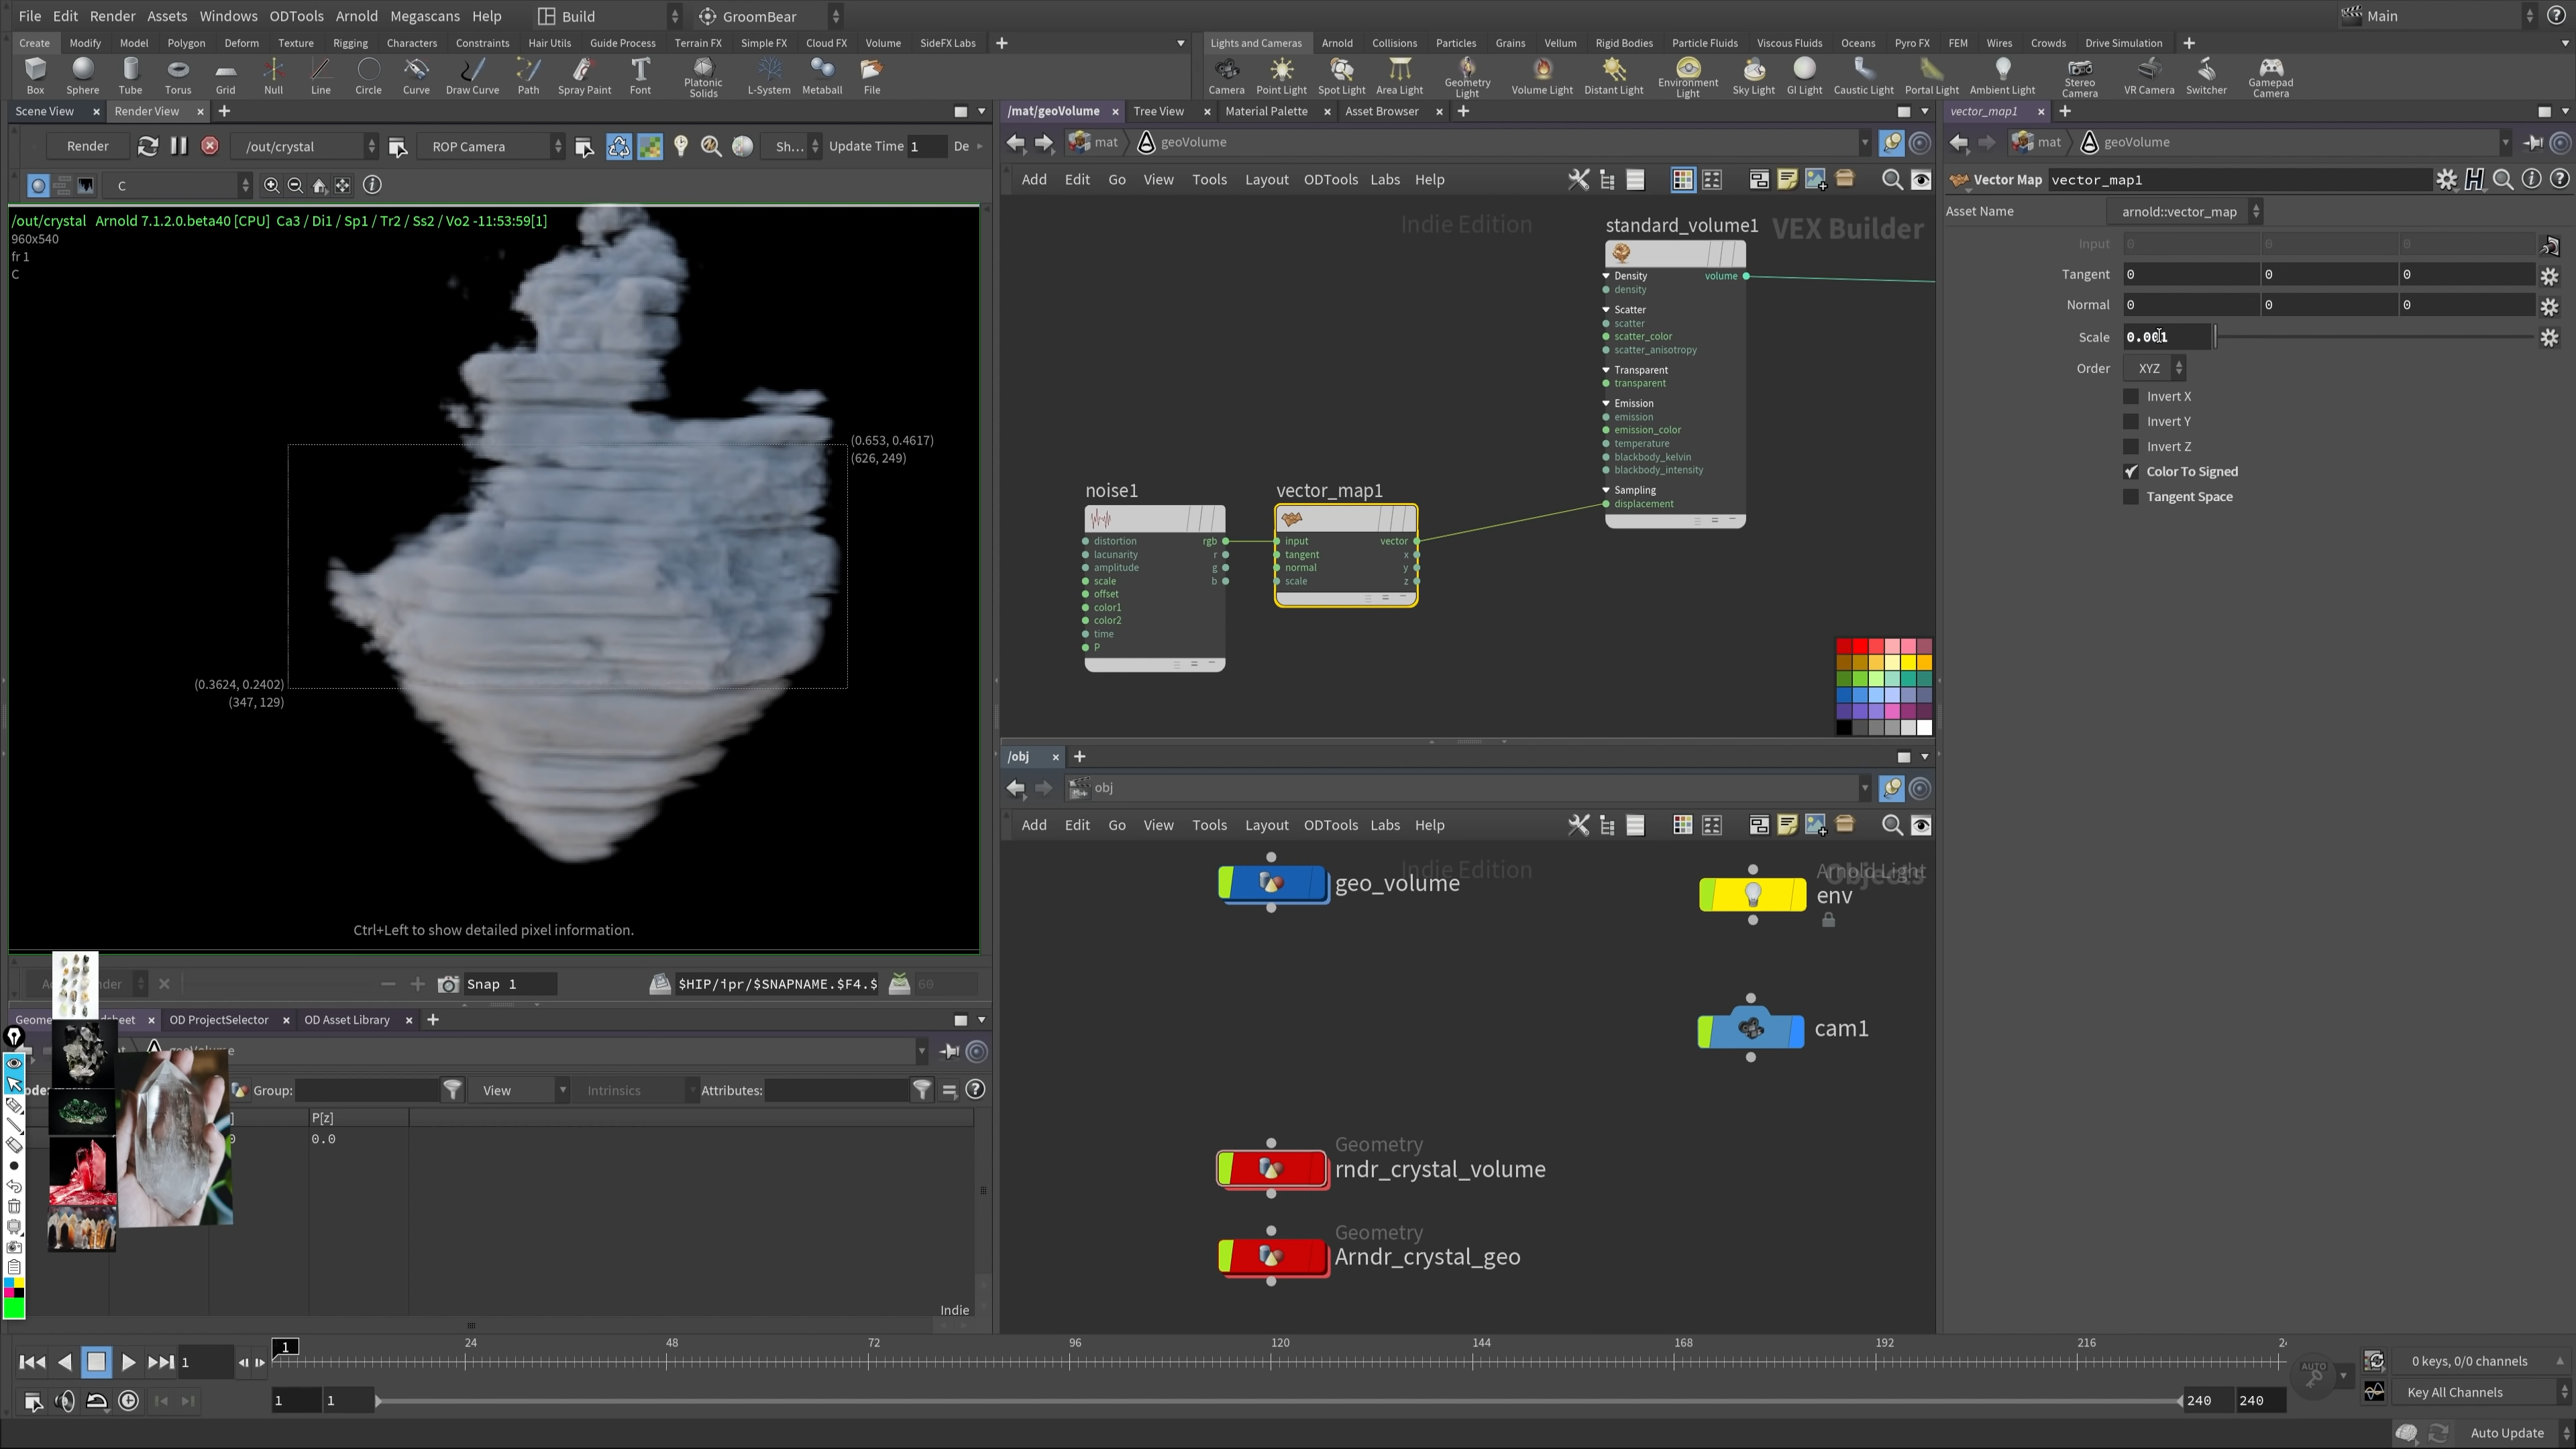 File Edit Render Assets Windows ODTools Arnold Megascans Help Build GroomBear Main
Create Modify Model Polygon Deform Texture Rigging Characters Constraints Hair Utils Guide Process Terrain FX Simple FX Cloud FX Volume SideFX Labs
Lights and Cameras Arnold Collisions Particles Grains Vellum Rigid Bodies Particle Fluids Viscous Fluids Oceans Pyro FX FEM Wires Crowds Drive Simulation
Box Sphere Tube Torus Grid Null Line Circle Curve Draw Curve Path Spray Paint Font Platonic Solids L-System Metaball File
Camera Point Light Spot Light Area Light Geometry Light Volume Light Distant Light Environment Light Sky Light GI Light Caustic Light Portal Light Ambient Light Stereo Camera VR Camera Switcher Gamepad Camera
Scene View Render View
Render /out/crystal ROP Camera Sh... Update Time 1 De
C
/out/crystal Arnold 7.1.2.0.beta40 [CPU] Ca3 / Di1 / Sp1 / Tr2 / Ss2 / Vo2 -11:53:59[1]
960x540
fr 1
C
(0.653, 0.4617)
(626, 249)
(0.3624, 0.2402)
(347, 129)
Ctrl+Left to show detailed pixel information.
Snap 1 $HIP/ipr/$SNAPNAME.$F4.$ 60
OD ProjectSelector OD Asset Library
geoVolume
Group: View Intrinsics Attributes:
P[z]
0.0
Indie
/mat/geoVolume Tree View Material Palette Asset Browser
mat geoVolume
Add Edit Go View Tools Layout ODTools Labs Help
Indie Edition
VEX Builder
standard_volume1
Density volume
density
Scatter
scatter
scatter_color
scatter_anisotropy
Transparent
transparent
Emission
emission
emission_color
temperature
blackbody_kelvin
blackbody_intensity
Sampling
displacement
noise1
distortion rgb
lacunarity r
amplitude g
scale b
offset
color1
color2
time
P
vector_map1
input vector
tangent x
normal y
scale z
/obj
obj
Add Edit Go View Tools Layout ODTools Labs Help
Indie Edition
Objects
geo_volume
Arnold Light
env
cam1
Geometry
rndr_crystal_volume
Geometry
Arndr_crystal_geo
vector_map1
mat geoVolume
Vector Map vector_map1
Asset Name arnold::vector_map
Input 0 0 0
Tangent 0 0 0
Normal 0 0 0
Scale 0.001
Order XYZ
Invert X
Invert Y
Invert Z
Color To Signed
Tangent Space
1 24 48 72 96 120 144 168 192 216
1
1 1 240 240
AUTO
0 keys, 0/0 channels
Key All Channels
Auto Update